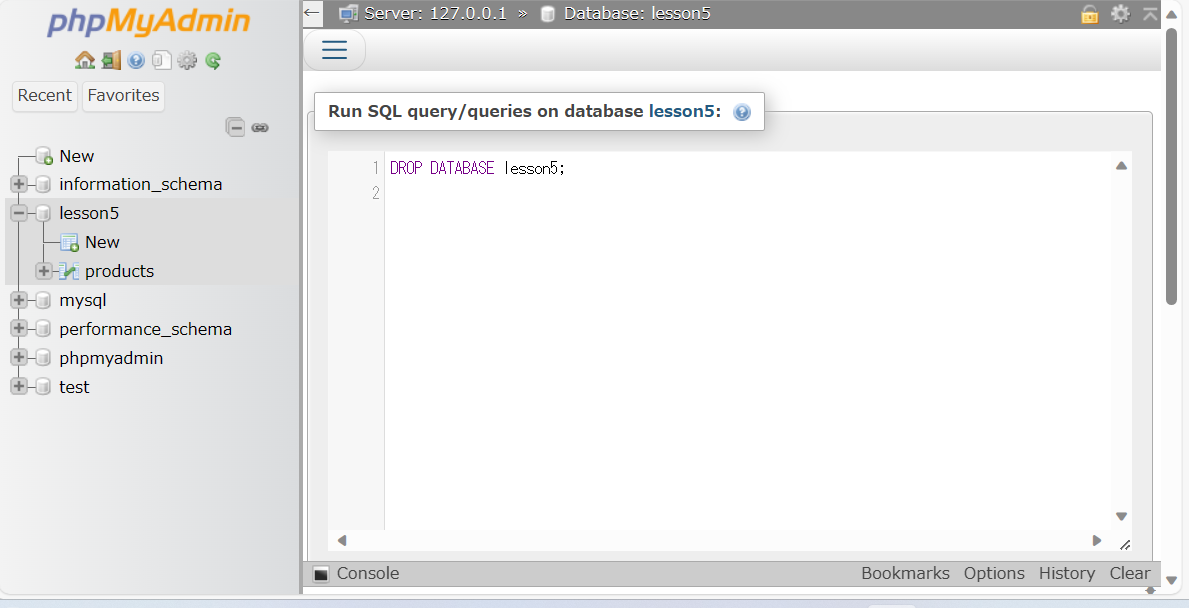 phpMyAdmin
Recent Favorites
New
information_schema
lesson5
New
products
mysql
performance_schema
phpmyadmin
test
Server: 127.0.0.1 » Database: lesson5
Run SQL query/queries on database lesson5:
1 DROP DATABASE lesson5;
2
Console Bookmarks Options History Clear